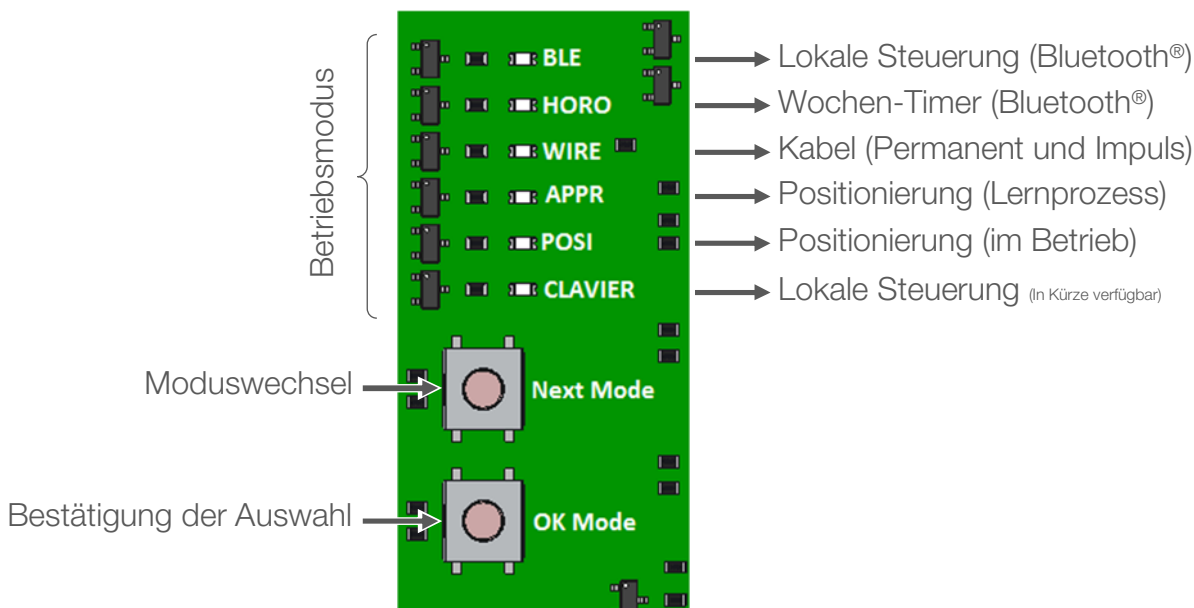 Betriebsmodus
BLE
Lokale Steuerung (Bluetooth®)
HORO
Wochen-Timer (Bluetooth®)
WIRE
Kabel (Permanent und Impuls)
APPR
Positionierung (Lernprozess)
POSI
Positionierung (im Betrieb)
CLAVIER
Lokale Steuerung (In Kürze verfügbar)
Moduswechsel
Next Mode
Bestätigung der Auswahl
OK Mode